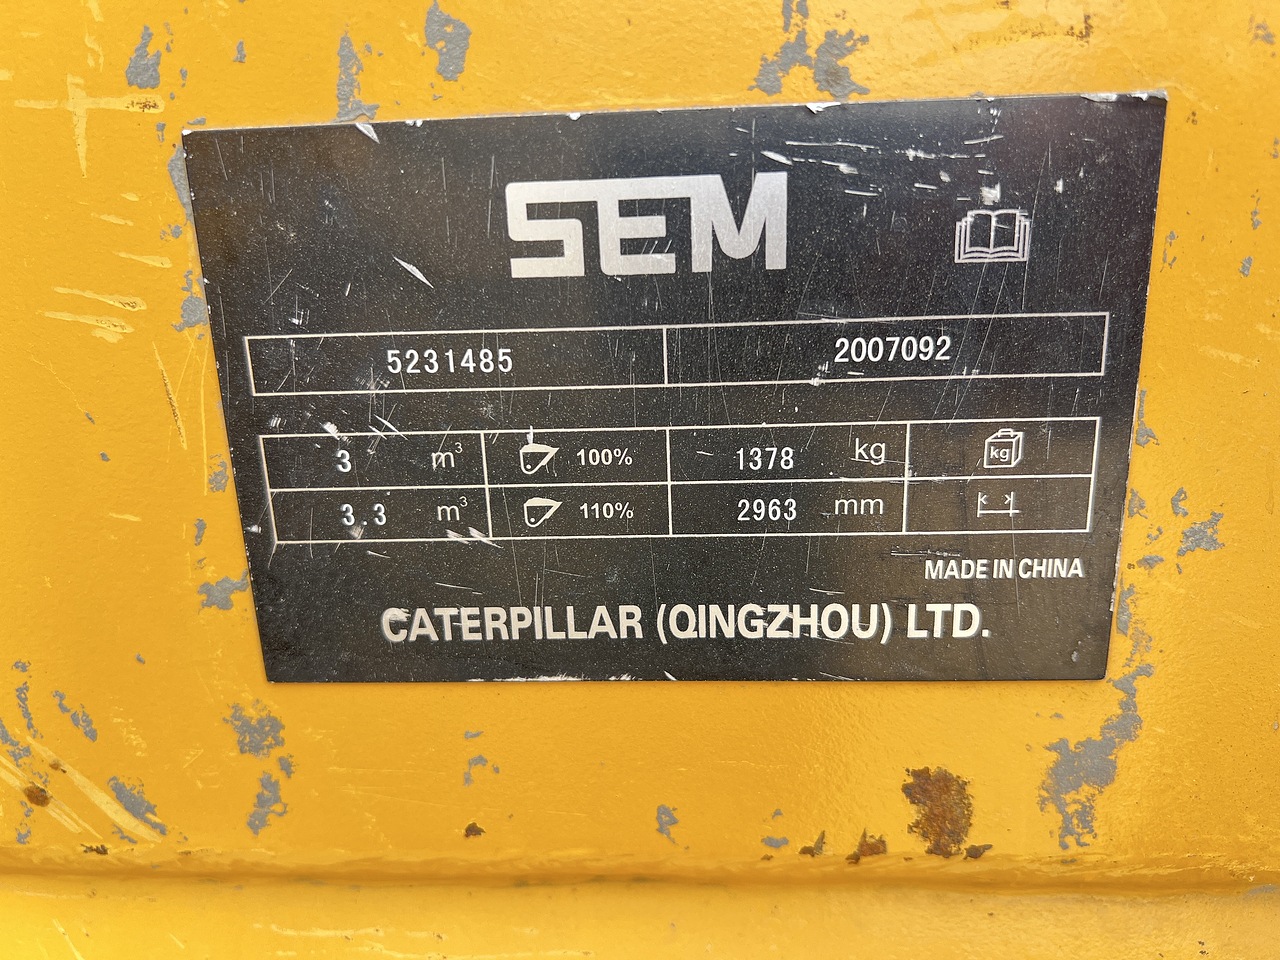 SEM
5231485 2007092
3 m³ 100% 1378 kg kg
3.3 m³ 110% 2963 mm
MADE IN CHINA
CATERPILLAR (QINGZHOU) LTD.